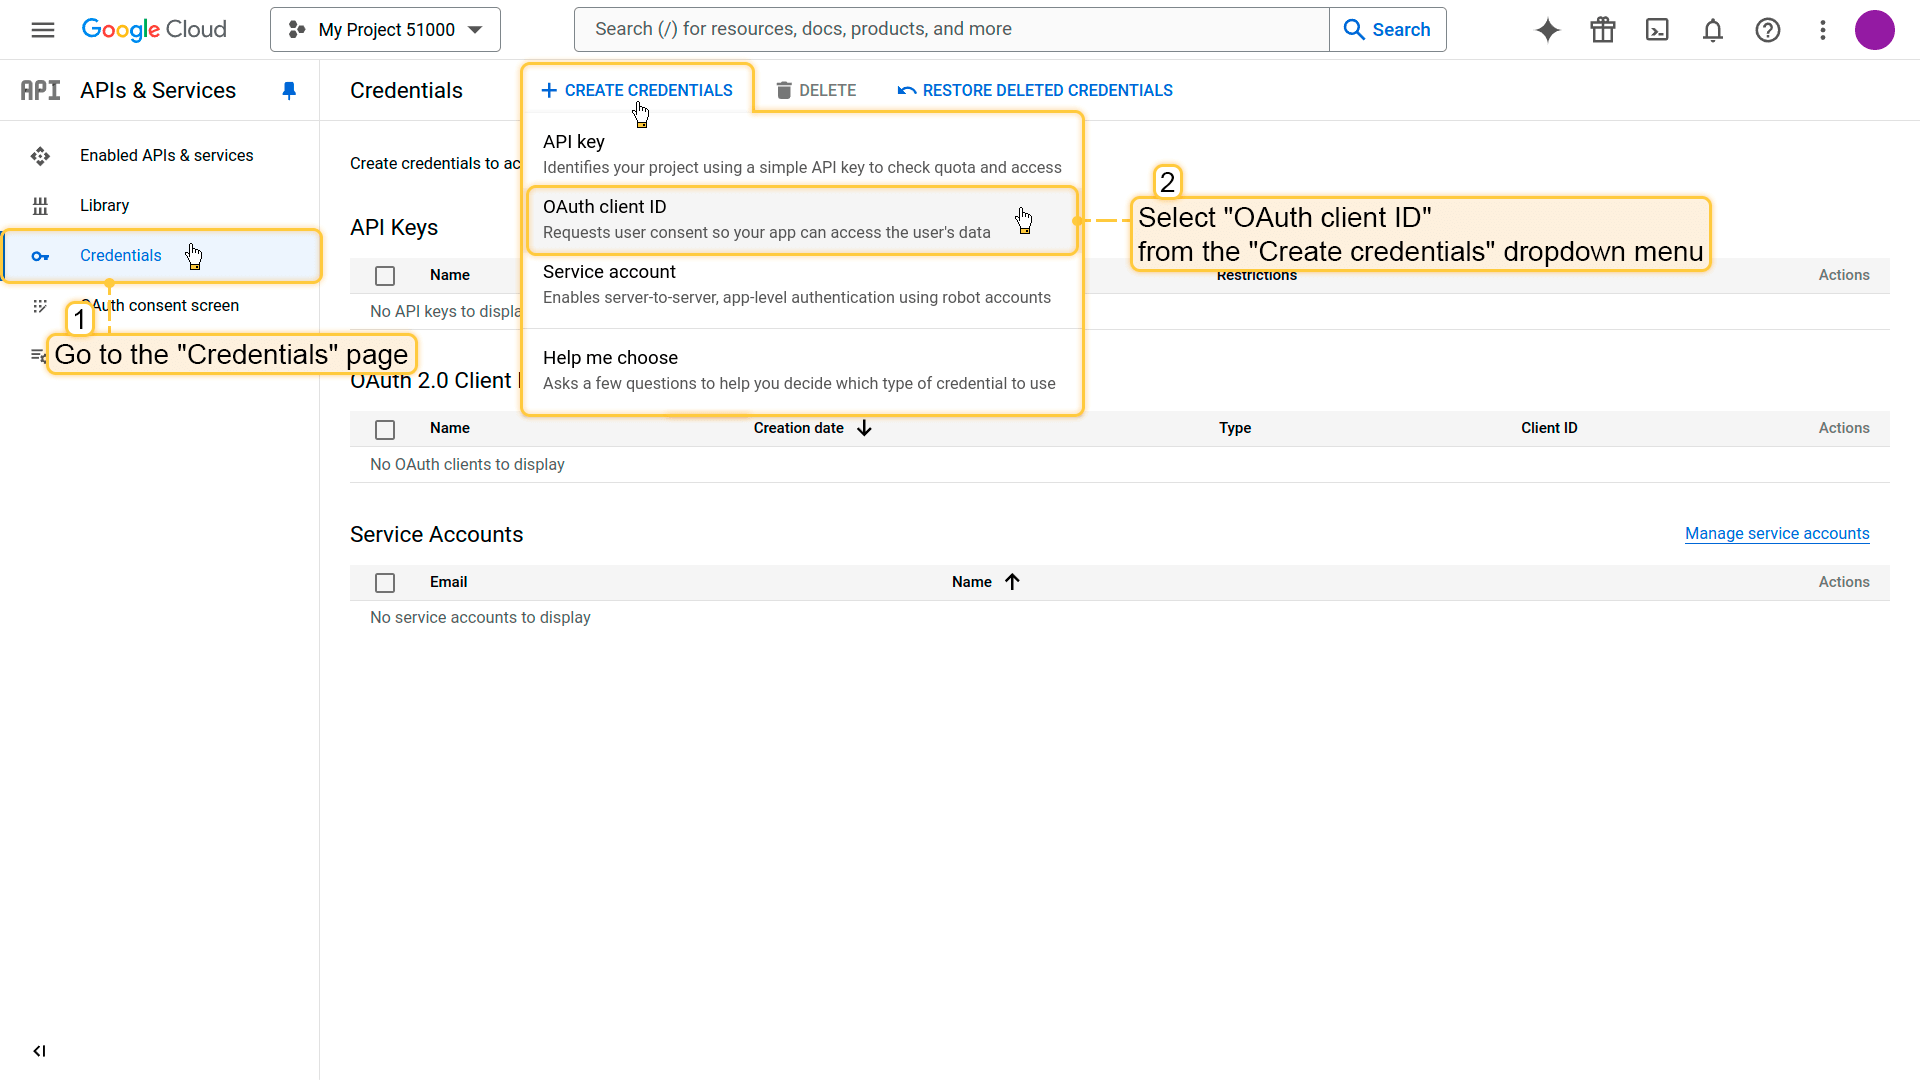 Google Cloud
My Project 51000
Search (/) for resources, docs, products, and more
Search
API
APIs & Services
Credentials
CREATE CREDENTIALS
DELETE
RESTORE DELETED CREDENTIALS
Enabled APIs & services
Library
Credentials
OAuth consent screen
1
Go to the "Credentials" page
Create credentials to ac
API key
Identifies your project using a simple API key to check quota and access
OAuth client ID
Requests user consent so your app can access the user's data
Service account
Enables server-to-server, app-level authentication using robot accounts
Help me choose
Asks a few questions to help you decide which type of credential to use
2
Select "OAuth client ID"
from the "Create credentials" dropdown menu
API Keys
Name
Restrictions
Actions
No API keys to displa
OAuth 2.0 Client
Name
Creation date
Type
Client ID
Actions
No OAuth clients to display
Service Accounts
Manage service accounts
Email
Name
Actions
No service accounts to display